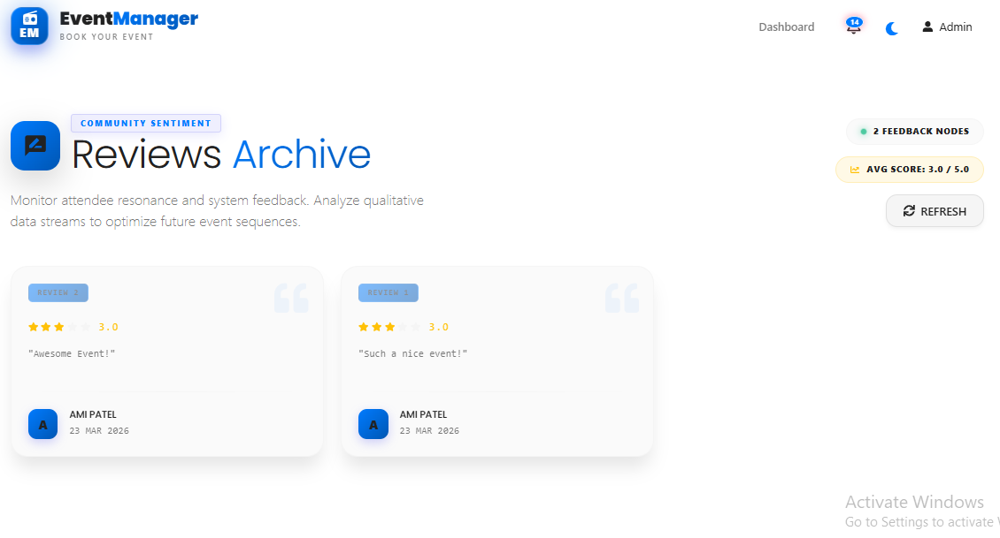 EM
EventManager
BOOK YOUR EVENT
Dashboard
14
Admin
COMMUNITY SENTIMENT
Reviews Archive
Monitor attendee resonance and system feedback. Analyze qualitative
data streams to optimize future event sequences.
2 FEEDBACK NODES
AVG SCORE: 3.0 / 5.0
REFRESH
REVIEW 2
3.0
"Awesome Event!"
A
AMI PATEL
23 MAR 2026
REVIEW 1
3.0
"Such a nice event!"
A
AMI PATEL
23 MAR 2026
Activate Windows
Go to Settings to activate